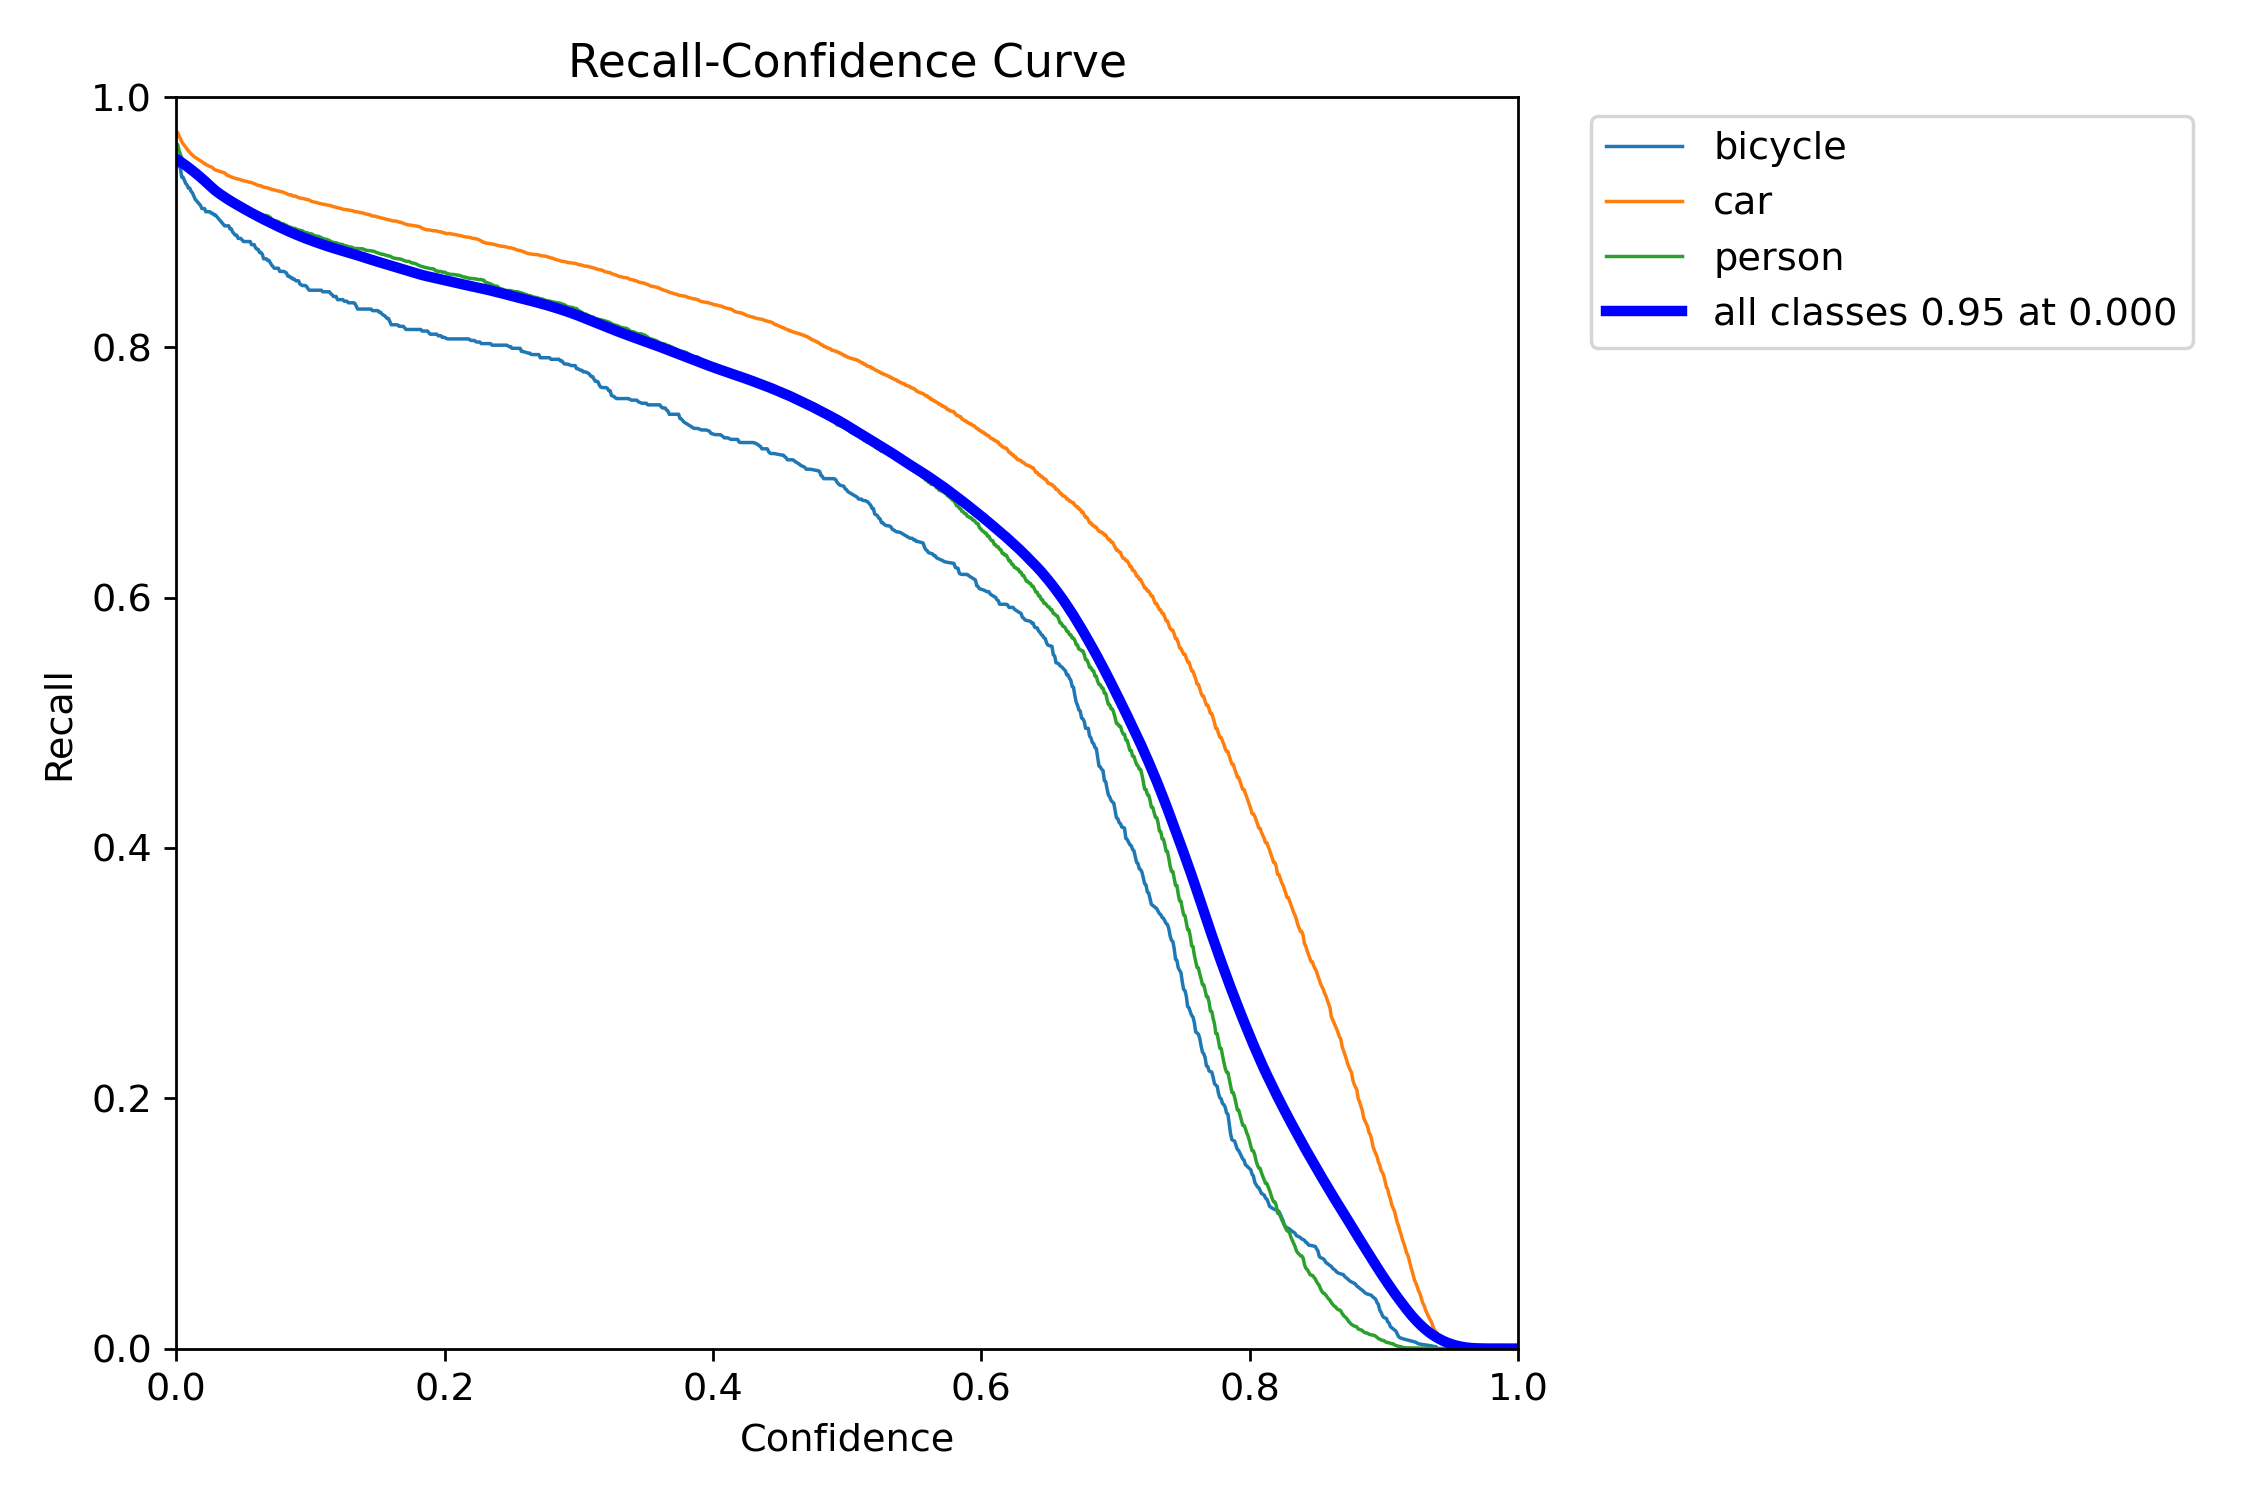 Recall-Confidence Curve
1.0
0.8
0.6
0.4
0.2
0.0
Recall
0.0 0.2 0.4 0.6 0.8 1.0
Confidence
bicycle
car
person
all classes 0.95 at 0.000